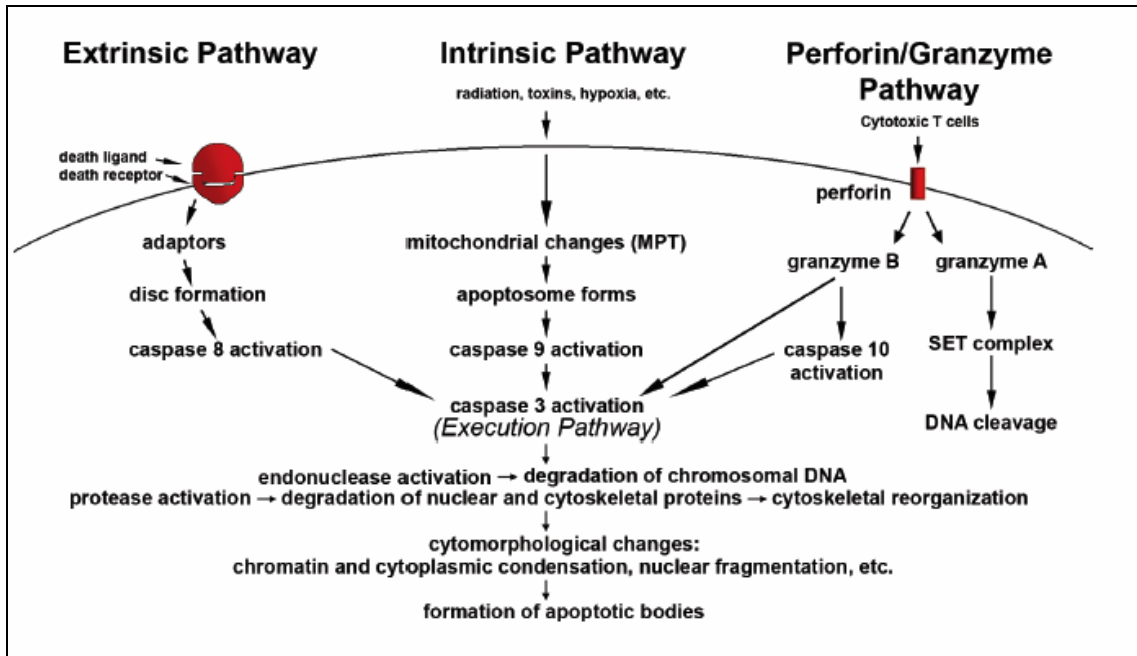 Extrinsic Pathway
Intrinsic Pathway
Perforin/Granzyme
Pathway
radiation, toxins, hypoxia, etc.
Cytotoxic T cells
death ligand
death receptor
perforin
adaptors
mitochondrial changes (MPT)
granzyme B
granzyme A
disc formation
apoptosome forms
caspase 8 activation
caspase 9 activation
caspase 10
activation
SET complex
caspase 3 activation
(Execution Pathway)
DNA cleavage
endonuclease activation → degradation of chromosomal DNA
protease activation → degradation of nuclear and cytoskeletal proteins → cytoskeletal reorganization
cytomorphological changes:
chromatin and cytoplasmic condensation, nuclear fragmentation, etc.
formation of apoptotic bodies